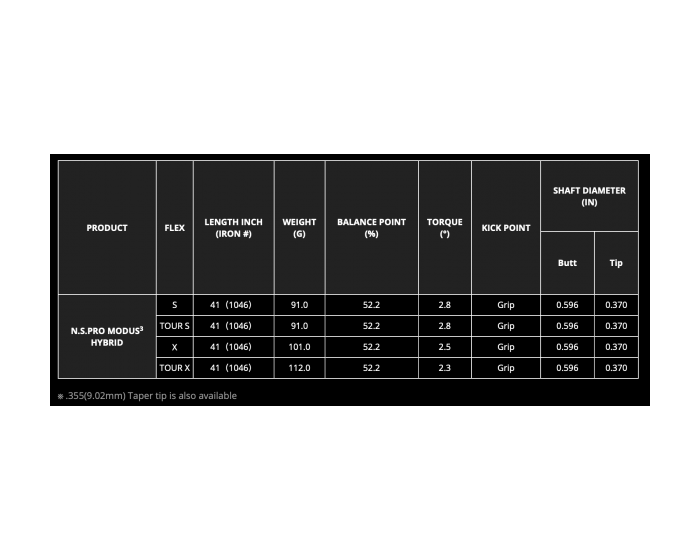 PRODUCT FLEX LENGTH INCH (IRON #) WEIGHT (G) BALANCE POINT (%) TORQUE (°) KICK POINT SHAFT DIAMETER (IN)
Butt Tip
N.S.PRO MODUS³ HYBRID
S 41 (1046) 91.0 52.2 2.8 Grip 0.596 0.370
TOUR S 41 (1046) 91.0 52.2 2.8 Grip 0.596 0.370
X 41 (1046) 101.0 52.2 2.5 Grip 0.596 0.370
TOUR X 41 (1046) 112.0 52.2 2.3 Grip 0.596 0.370
※ .355(9.02mm) Taper tip is also available